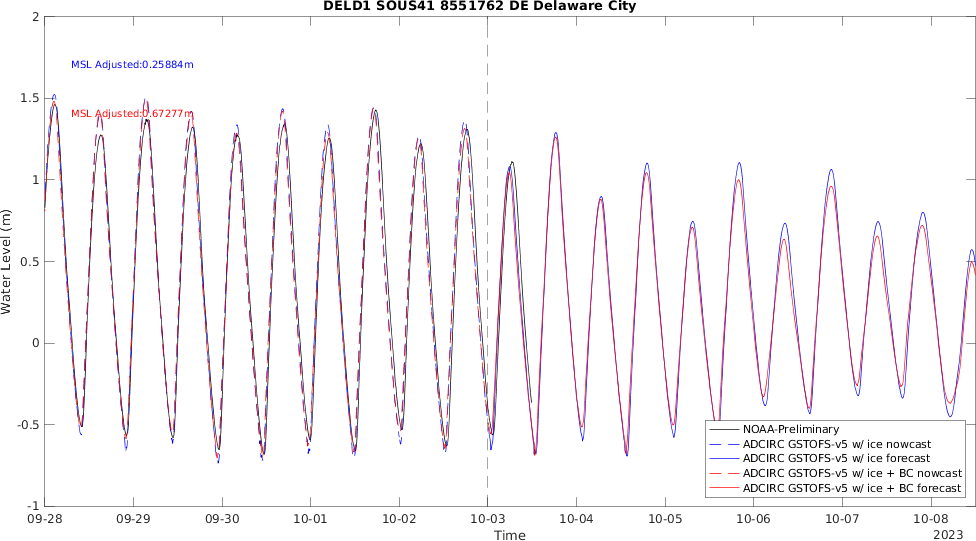 DELD1 SOUS41 8551762 DE Delaware City
2
1.5
1
0.5
0
-0.5
-1
Water Level (m)
MSL Adjusted:0.25884m
MSL Adjusted:0.67277m
NOAA-Preliminary
ADCIRC GSTOFS-v5 w/ ice nowcast
ADCIRC GSTOFS-v5 w/ ice forecast
ADCIRC GSTOFS-v5 w/ ice + BC nowcast
ADCIRC GSTOFS-v5 w/ ice + BC forecast
09-28 09-29 09-30 10-01 10-02 10-03 10-04 10-05 10-06 10-07 10-08
Time
2023